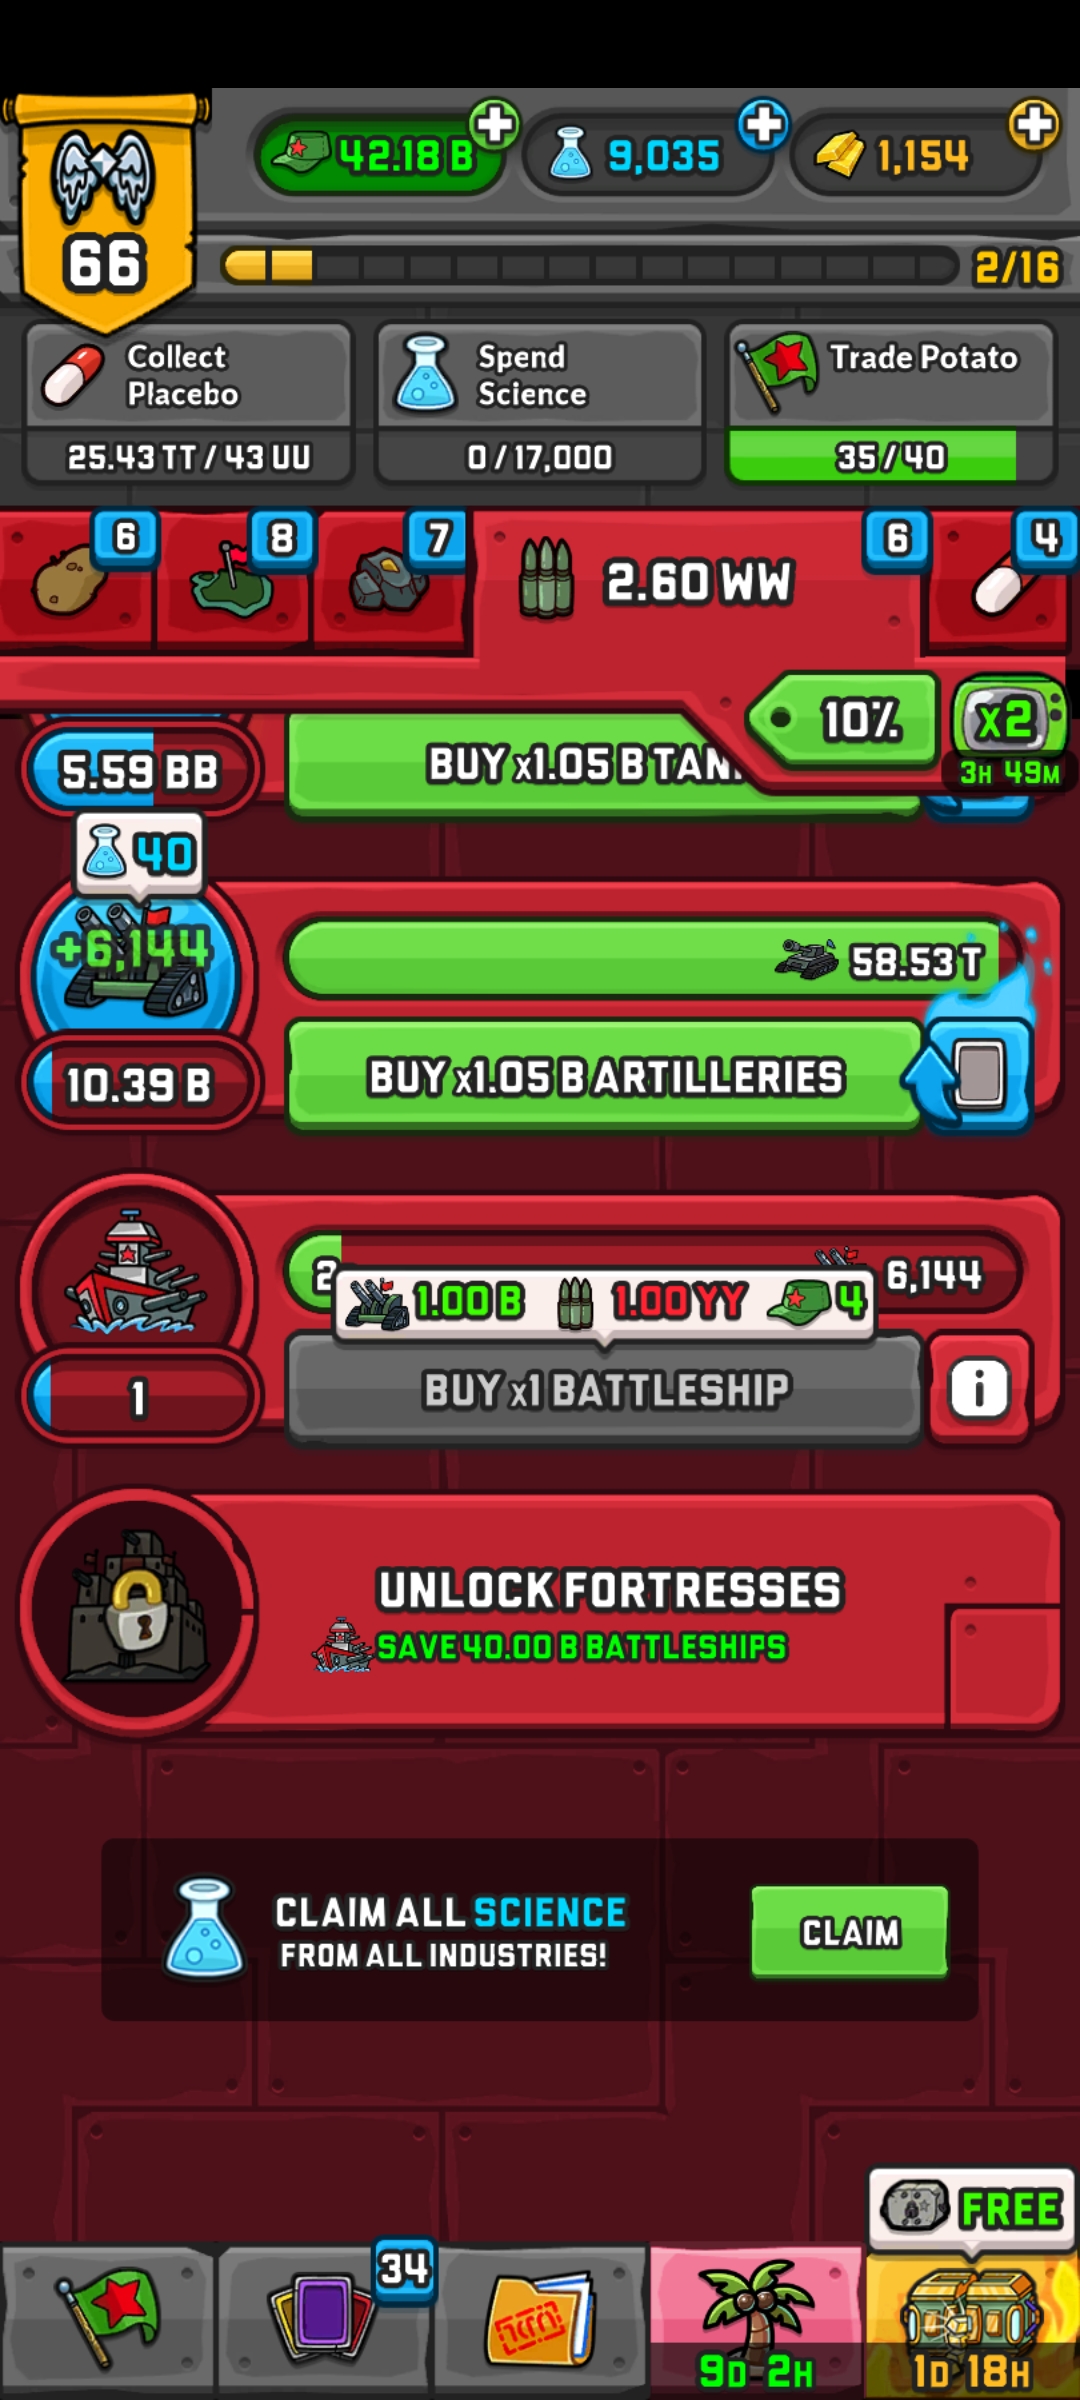 42.18 B
9,035
1,154
66
2/16
Collect
Placebo
25.43 TT / 43 UU
Spend
Science
0 / 17,000
Trade Potato
35 / 40
6
8
7
2.60 WW
6
4
10%
x2
3H 49M
5.59 BB
BUY x1.05 B
40
+6,144
58.53 T
10.39 B
BUY x1.05 B ARTILLERIES
6,144
1.00 B
1.00 YY
4
1
BUY x1 BATTLESHIP
i
UNLOCK FORTRESSES
SAVE 40.00 B BATTLESHIPS
CLAIM ALL SCIENCE
FROM ALL INDUSTRIES!
CLAIM
FREE
34
9D 2H
1D 18H